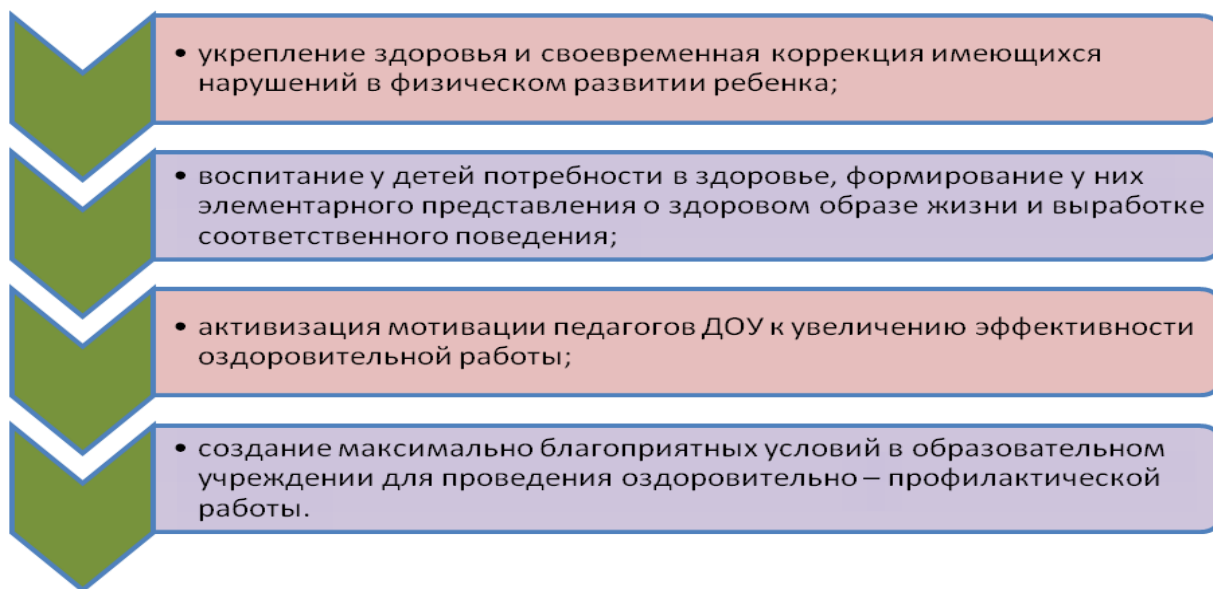 • укрепление здоровья и своевременная коррекция имеющихся
нарушений в физическом развитии ребенка;
• воспитание у детей потребности в здоровье, формирование у них
элементарного представления о здоровом образе жизни и выработке
соответственного поведения;
• активизация мотивации педагогов ДОУ к увеличению эффективности
оздоровительной работы;
• создание максимально благоприятных условий в образовательном
учреждении для проведения оздоровительно – профилактической
работы.